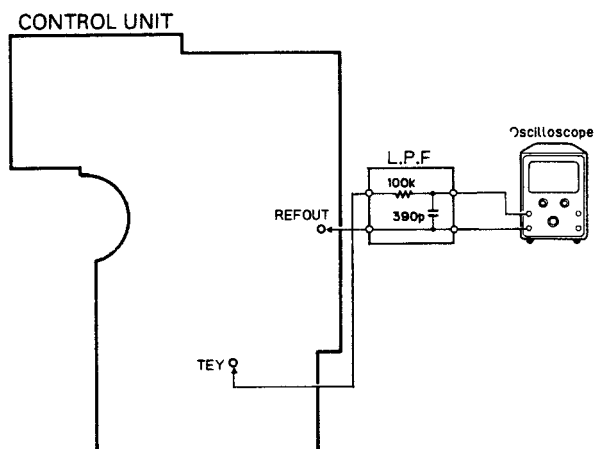 CONTROL UNIT
Oscilloscope
L.P.F
100k
390p
REFOUT
TEY